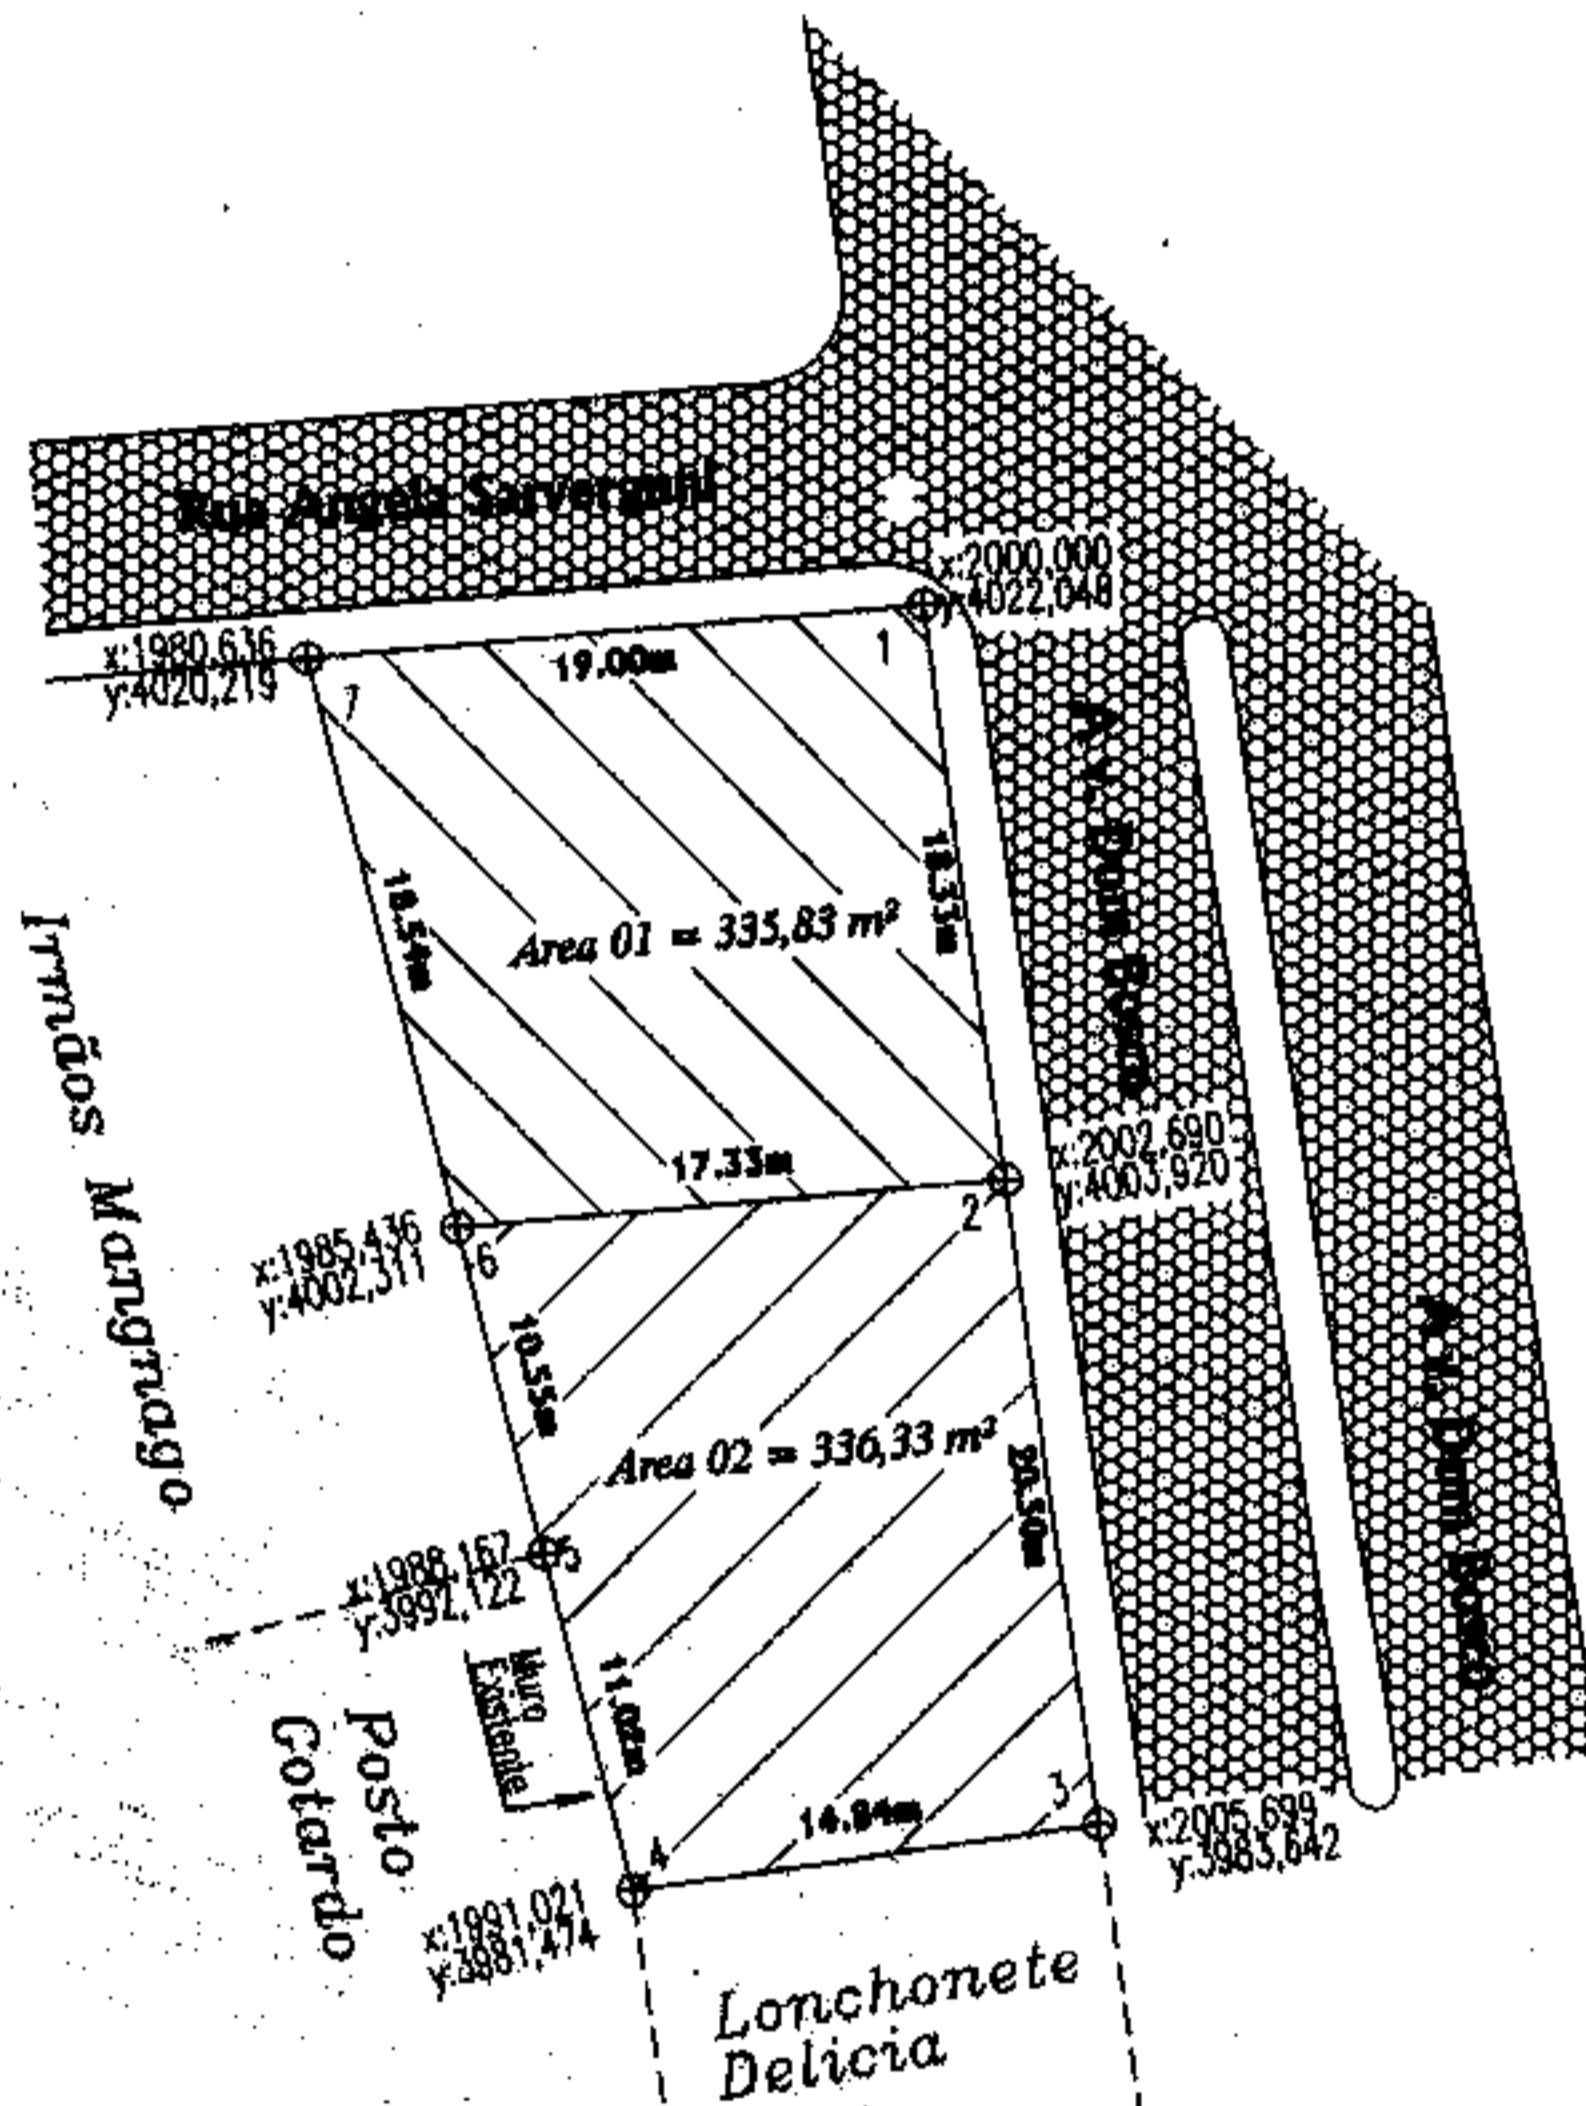 Rua Angela Sarvergnini
x:2000,000
y:4022,048
x:1980,636
y:4020,219
1
7
19.00m
Av. Dom Bosco
18.33m
18.54m
Area 01 = 335,83 m²
Irmãos Mangnago
17.33m
x:2002,690
y:4003,920
2
x:1985,436
y:4002,311
6
10.55m
Av. Dom Bosco
Area 02 = 336,33 m²
20.50m
5
x:1988,167
y:3992,122
Muro
Existente
11.02m
Posto
Cotardo
3
14.84m
x:2005,699
y:3983,642
4
x:1991,021
y:3981,474
Lonchonete
Delicia